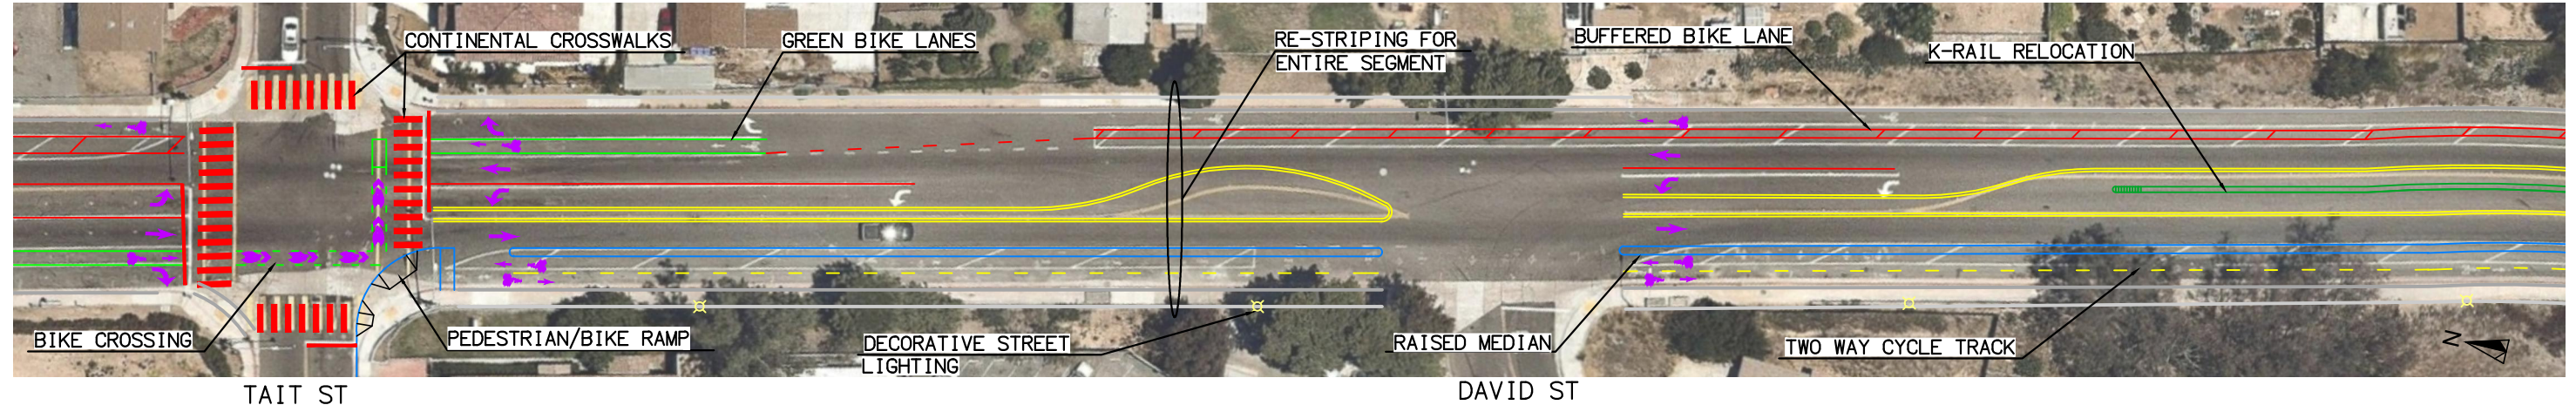 CONTINENTAL CROSSWALKS
GREEN BIKE LANES
RE-STRIPING FOR
ENTIRE SEGMENT
BUFFERED BIKE LANE
K-RAIL RELOCATION
BIKE CROSSING
PEDESTRIAN/BIKE RAMP
DECORATIVE STREET
LIGHTING
RAISED MEDIAN
TWO WAY CYCLE TRACK
N
TAIT ST
DAVID ST